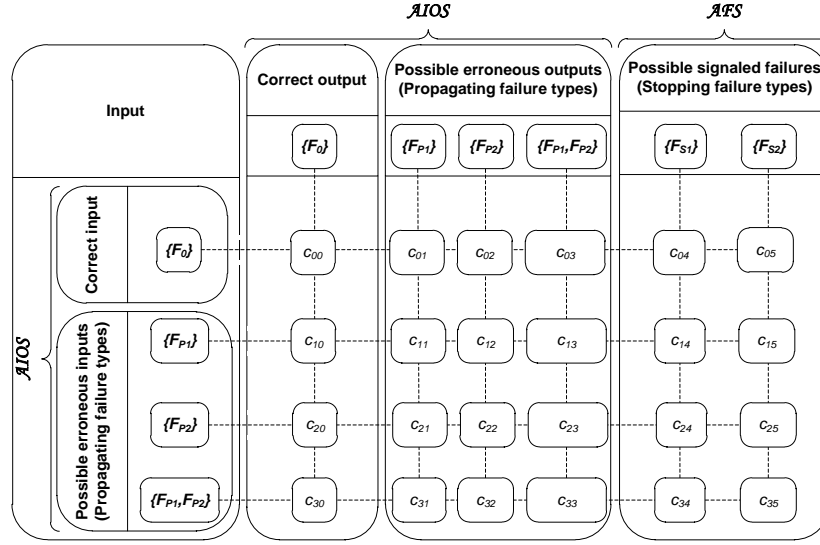 AIOS AFS
Input
Correct output
Possible erroneous outputs
(Propagating failure types)
Possible signaled failures
(Stopping failure types)
{F0} {FP1} {FP2} {FP1,FP2} {FS1} {FS2}
AIOS
Correct input
{F0} c00 c01 c02 c03 c04 c05
Possible erroneous inputs
(Propagating failure types)
{FP1} c10 c11 c12 c13 c14 c15
{FP2} c20 c21 c22 c23 c24 c25
{FP1,FP2} c30 c31 c32 c33 c34 c35